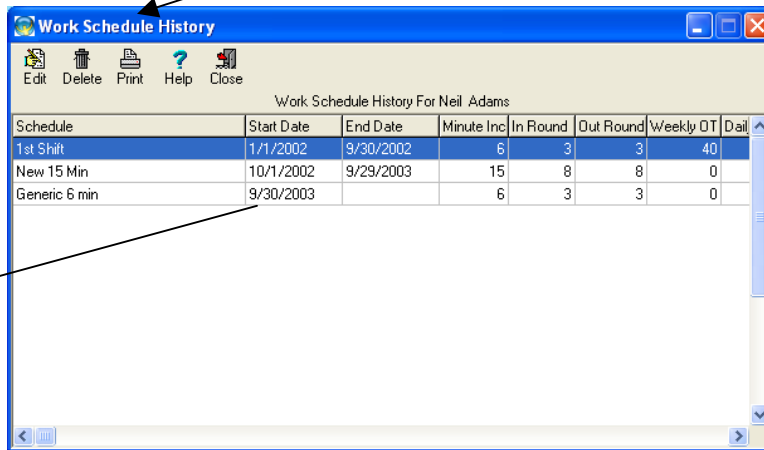 Work Schedule History
Edit Delete Print Help Close
Work Schedule History For Neil Adams
Schedule Start Date End Date Minute Inc In Round Out Round Weekly OT Dail
1st Shift 1/1/2002 9/30/2002 6 3 3 40
New 15 Min 10/1/2002 9/29/2003 15 8 8 0
Generic 6 min 9/30/2003 6 3 3 0